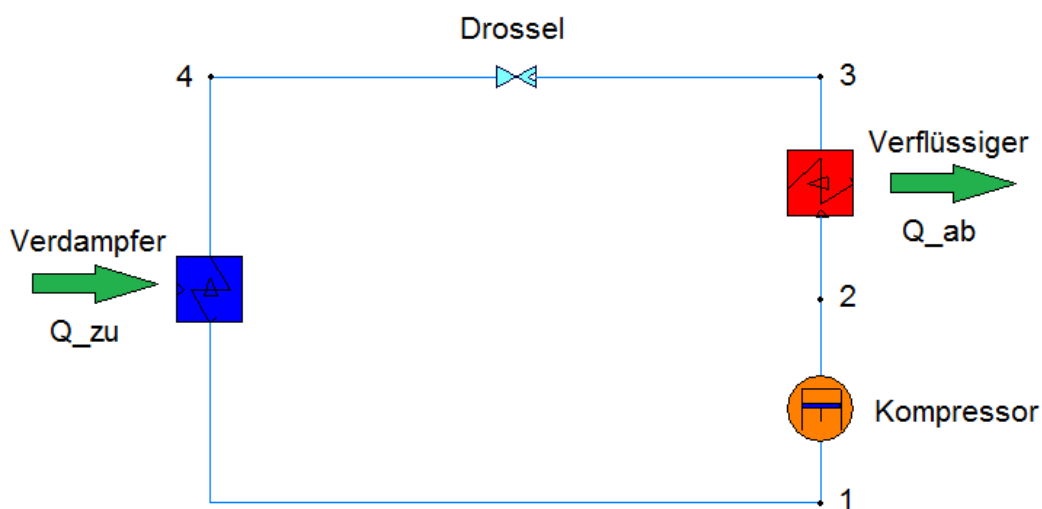 Drossel
4
3
Verflüssiger
Q_ab
Verdampfer
Q_zu
2
Kompressor
1